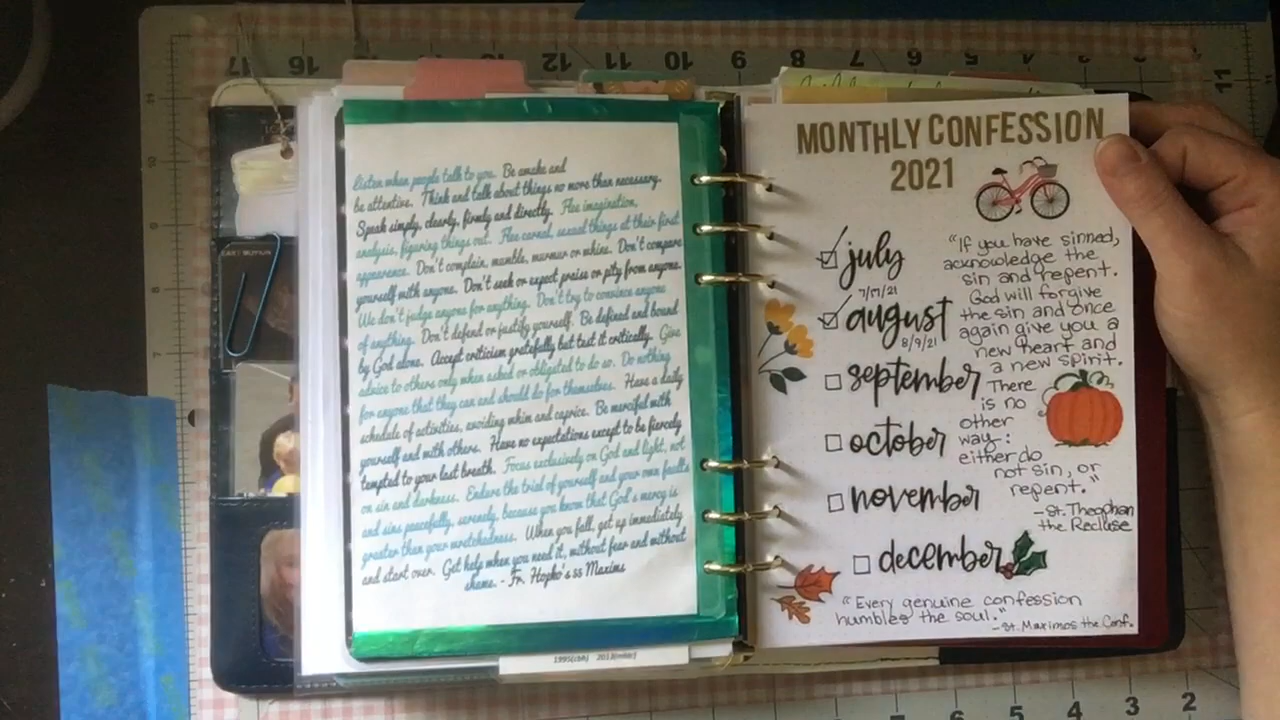 listen when people talk to you. Be awake and
be attentive. Think and talk about things no more than necessary.
Speak simply, clearly, firmly and directly. Flee imagination,
analysis, figuring things out. Flee carnal, sexual things at their first
appearance. Don't complain, mumble, murmur or whine. Don't compare
yourself with anyone. Don't seek or expect praise or pity from anyone.
We don't judge anyone for anything. Don't try to convince anyone
of anything. Don't defend or justify yourself. Be defined and bound
by God alone. Accept criticism gratefully but test it critically. Give
advice to others only when asked or obligated to do so. Do nothing
for anyone that they can and should do for themselves. Have a daily
schedule of activities, avoiding whim and caprice. Be merciful with
yourself and with others. Have no expectations except to be fiercely
tempted to your last breath. Focus exclusively on God and light, not
on sin and darkness. Endure the trial of yourself and your own faults
and sins peacefully, serenely, because you know that God's mercy is
greater than your wretchedness. When you fall, get up immediately
and start over. Get help when you need it, without fear and without
shame. - Fr. Hopko's 55 Maxims
MONTHLY CONFESSION
2021
july
7/17/21
august
8/9/21
september
october
november
december
"If you have sinned,
acknowledge the
sin and repent.
God will forgive
the sin and once
again give you a
new heart and
a new spirit.
There
is no
other
way:
either do
not sin, or
repent."
-St. Theophan
the Recluse
"Every genuine confession
humbles the soul."
-St. Maximos the Conf.
17 16 12 11 10 9 8 7 6 5 4 3 2
7 6 5 4 3 2